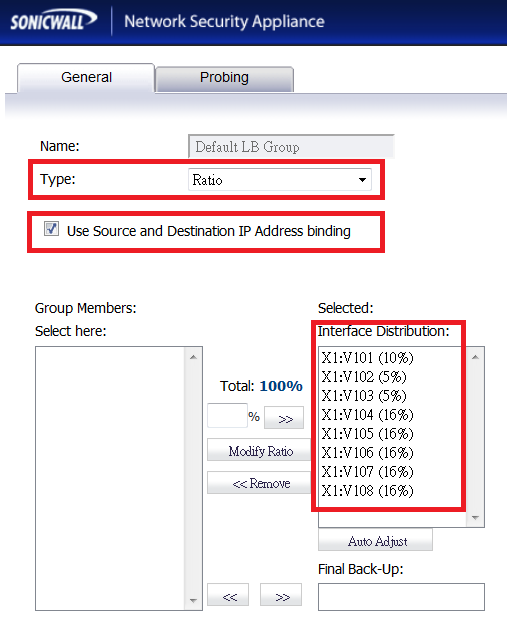 SONICWALL Network Security Appliance
General Probing
Name: Default LB Group
Type: Ratio
Use Source and Destination IP Address binding
Group Members: Selected:
Select here: Interface Distribution:
X1:V101 (10%)
X1:V102 (5%)
Total: 100% X1:V103 (5%)
X1:V104 (16%)
% >> X1:V105 (16%)
Modify Ratio X1:V106 (16%)
X1:V107 (16%)
<< Remove X1:V108 (16%)
Auto Adjust
Final Back-Up:
<< >>